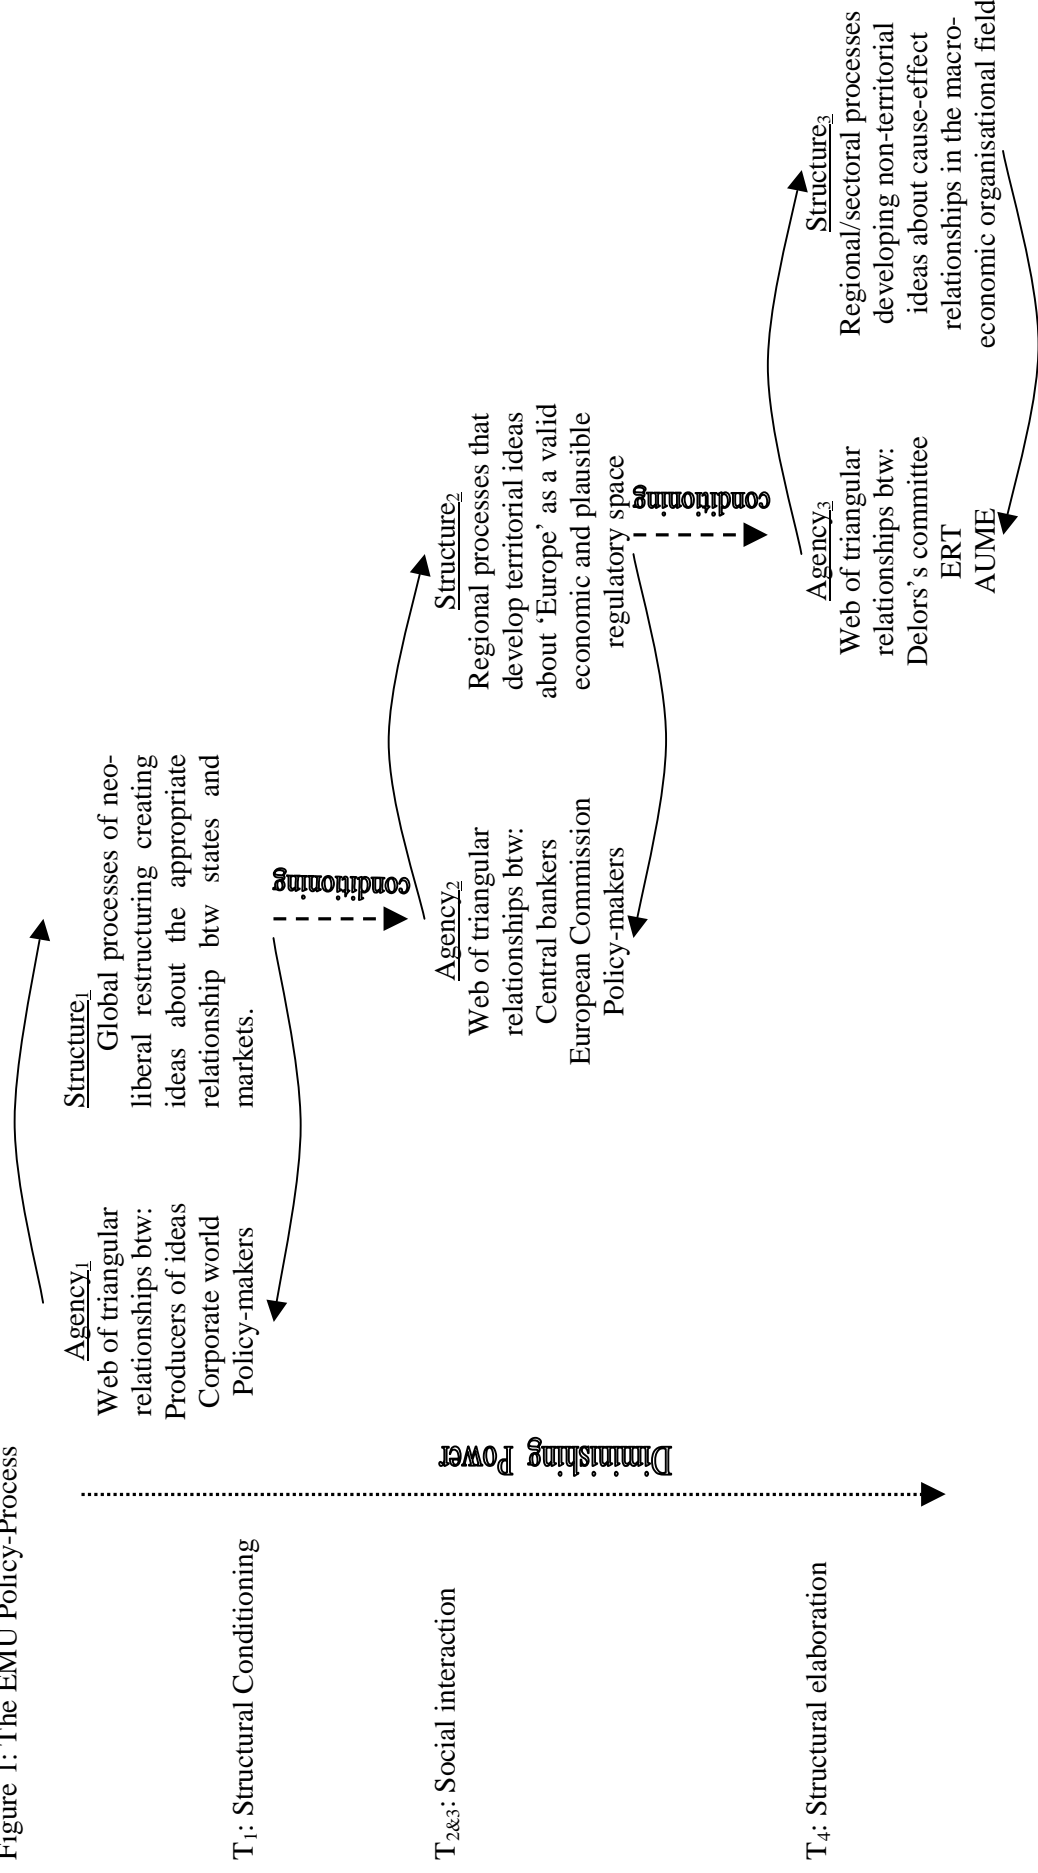 Figure 1: The EMU Policy-Process
T1: Structural Conditioning
T2&3: Social interaction
T4: Structural elaboration
Diminishing Power
Agency1
Web of triangular
relationships btw:
Producers of ideas
Corporate world
Policy-makers
Structure1
Global processes of neo-
liberal restructuring creating
ideas about the appropriate
relationship btw states and
markets.
conditioning
Agency2
Web of triangular
relationships btw:
Central bankers
European Commission
Policy-makers
Structure2
Regional processes that
develop territorial ideas
about ‘Europe’ as a valid
economic and plausible
regulatory space
conditioning
Agency3
Web of triangular
relationships btw:
Delors’s committee
ERT
AUME
Structure3
Regional/sectoral processes
developing non-territorial
ideas about cause-effect
relationships in the macro-
economic organisational field